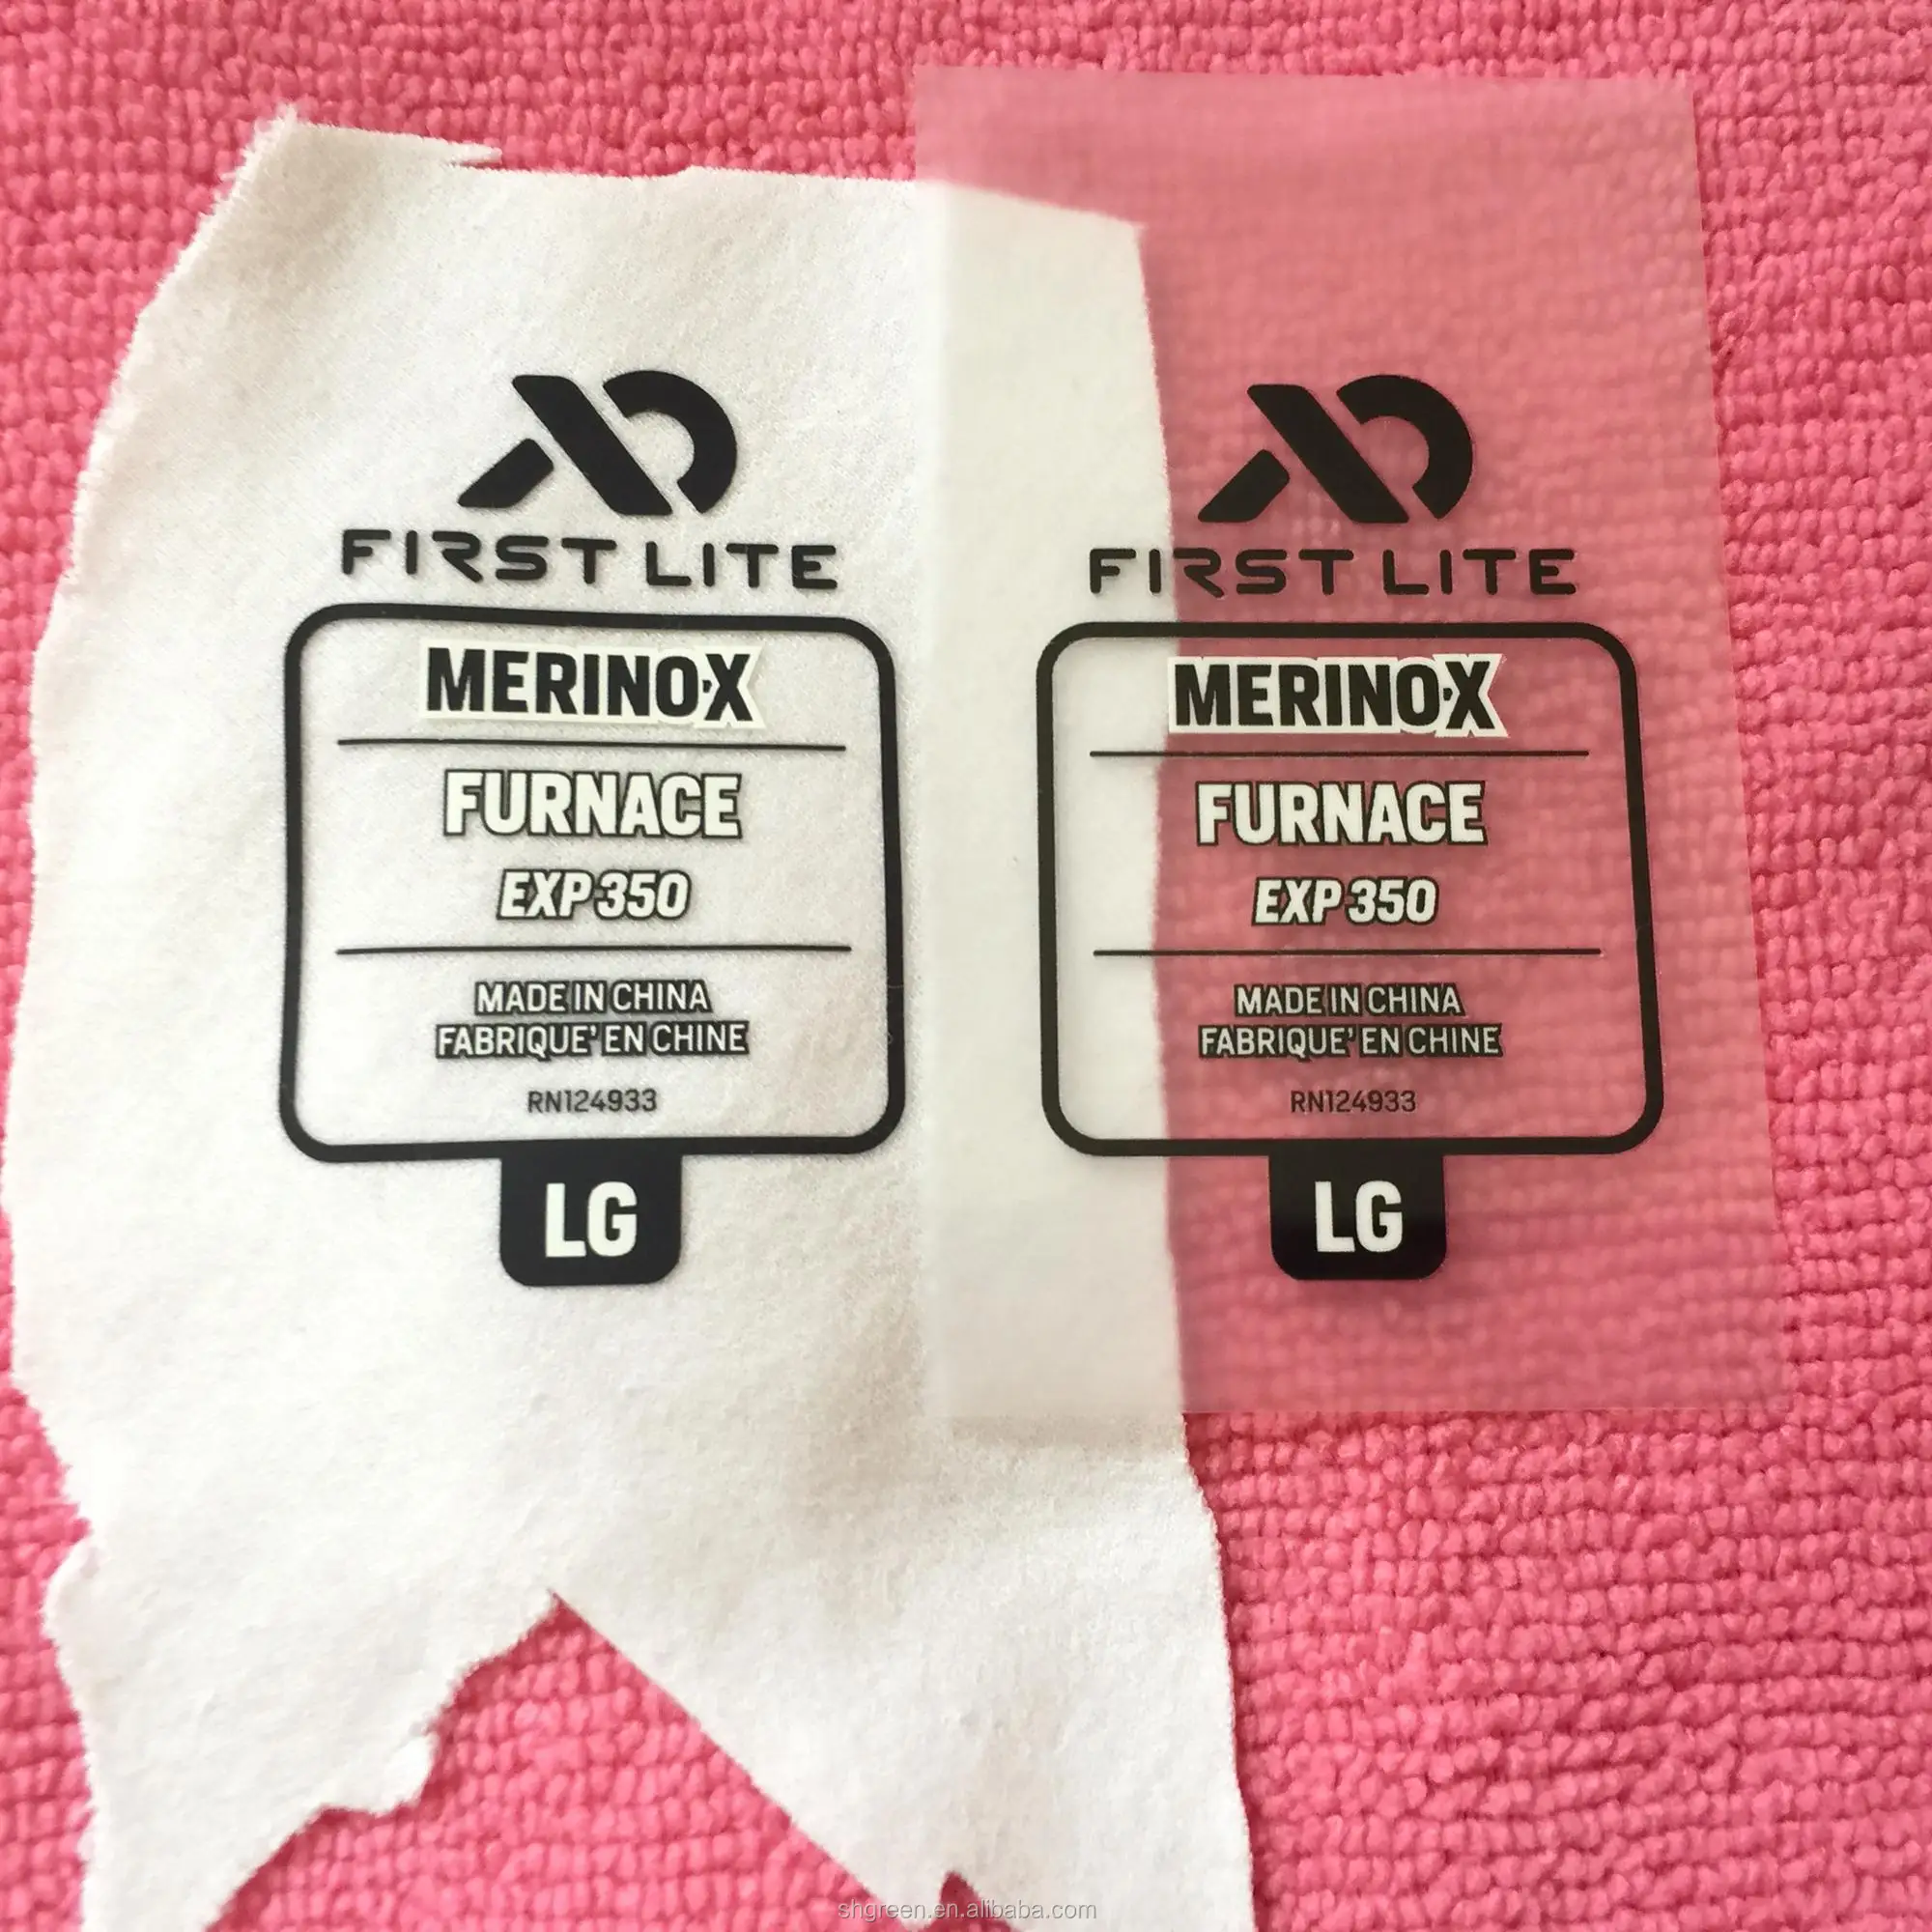 FIRST LITE
MERINO·X
FURNACE
EXP 350
MADE IN CHINA
FABRIQUE' EN CHINE
RN124933
LG
FIRST LITE
MERINO·X
FURNACE
EXP 350
MADE IN CHINA
FABRIQUE' EN CHINE
RN124933
LG
shgreen.en.alibaba.com